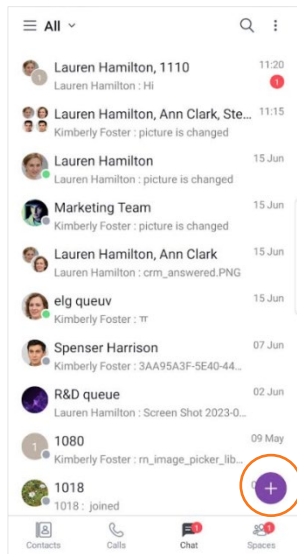 All
Lauren Hamilton, 1110 11:20
1
Lauren Hamilton : Hi 1
Lauren Hamilton, Ann Clark, Ste... 11:15
Kimberly Foster : picture is changed
Lauren Hamilton 15 Jun
Lauren Hamilton : picture is changed
Marketing Team 15 Jun
Kimberly Foster : picture is changed
Lauren Hamilton, Ann Clark 15 Jun
Lauren Hamilton : crm_answered.PNG
elg queuv 15 Jun
Kimberly Foster : ㅠ
Spenser Harrison 07 Jun
Kimberly Foster : 3AA95A3F-5E40-44...
R&D queue 02 Jun
Lauren Hamilton : Screen Shot 2023-0...
1 1080 09 May
Kimberly Foster : rn_image_picker_lib...
1018
1018 : joined
1 1
Contacts Calls Chat Spaces